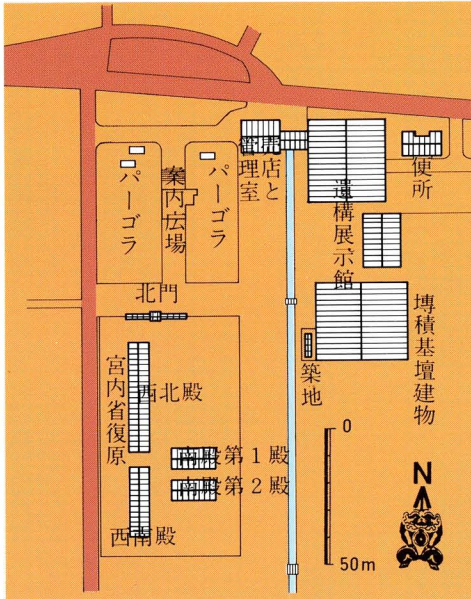 売店と
管理室
便所
遺構展示館
パーゴラ
案内広場
パーゴラ
北門
塼積基壇建物
築地
宮内省復原
西北殿
南殿第1殿
南殿第2殿
西南殿
0
50m
N